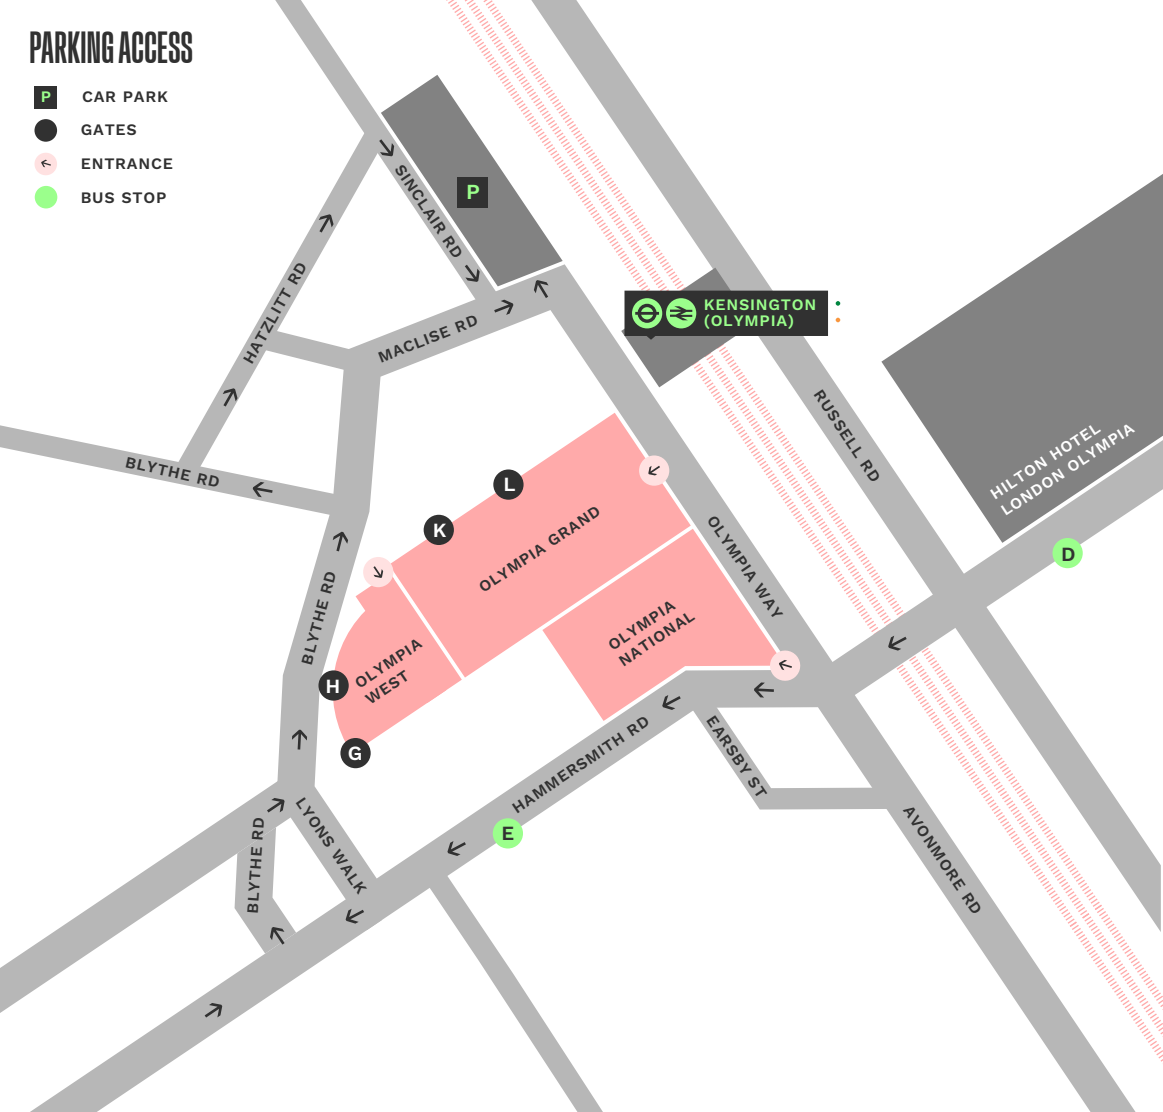 PARKING ACCESS
P
CAR PARK
GATES
ENTRANCE
BUS STOP
P
SINCLAIR RD
HATZLITT RD
MACLISE RD
KENSINGTON
(OLYMPIA)
RUSSELL RD
HILTON HOTEL
LONDON OLYMPIA
BLYTHE RD
L
K
OLYMPIA GRAND
OLYMPIA WAY
D
BLYTHE RD
OLYMPIA
NATIONAL
OLYMPIA
WEST
H
G
HAMMERSMITH RD
EARSBY ST
E
LYONS WALK
BLYTHE RD
AVONMORE RD